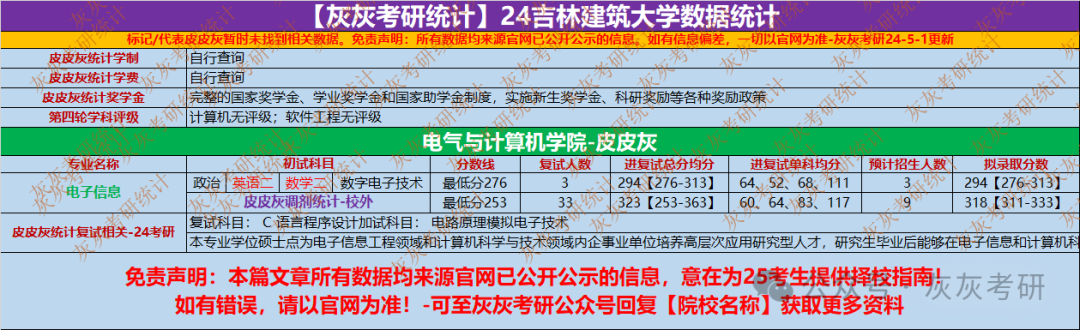 【灰灰考研统计】24吉林建筑大学数据统计
标记/代表皮皮灰暂时未找到相关数据。免责声明：所有数据均来源官网已公开公示的信息。如有信息偏差，一切以官网为准-灰灰考研24-5-1更新
皮皮灰统计学制 自行查询
皮皮灰统计学费 自行查询
皮皮灰统计奖学金 完整的国家奖学金、学业奖学金和国家助学金制度，实施新生奖学金、科研奖励等各种奖励政策
第四轮学科评级 计算机无评级；软件工程无评级
电气与计算机学院-皮皮灰
专业名称 初试科目 分数线 复试人数 进复试总分均分 进复试单科均分 预计招生人数 拟录取分数
电子信息 政治 英语二 数学二 数字电子技术 最低分276 3 294【276-313】 64、52、68、111 3 294【276-313】
皮皮灰调剂统计-校外 最低分253 33 323【253-363】 60、64、83、117 9 318【311-333】
皮皮灰统计复试相关-24考研 复试科目： C 语言程序设计加试科目： 电路原理模拟电子技术
本专业学位硕士点为电子信息工程领域和计算机科学与技术领域内企事业单位培养高层次应用研究型人才，研究生毕业后能够在电子信息和计算机科
免责声明：本篇文章所有数据均来源官网已公开公示的信息，意在为25考生提供择校指南！
如有错误，请以官网为准！-可至灰灰考研公众号回复【院校名称】获取更多资料
公众号·灰灰考研